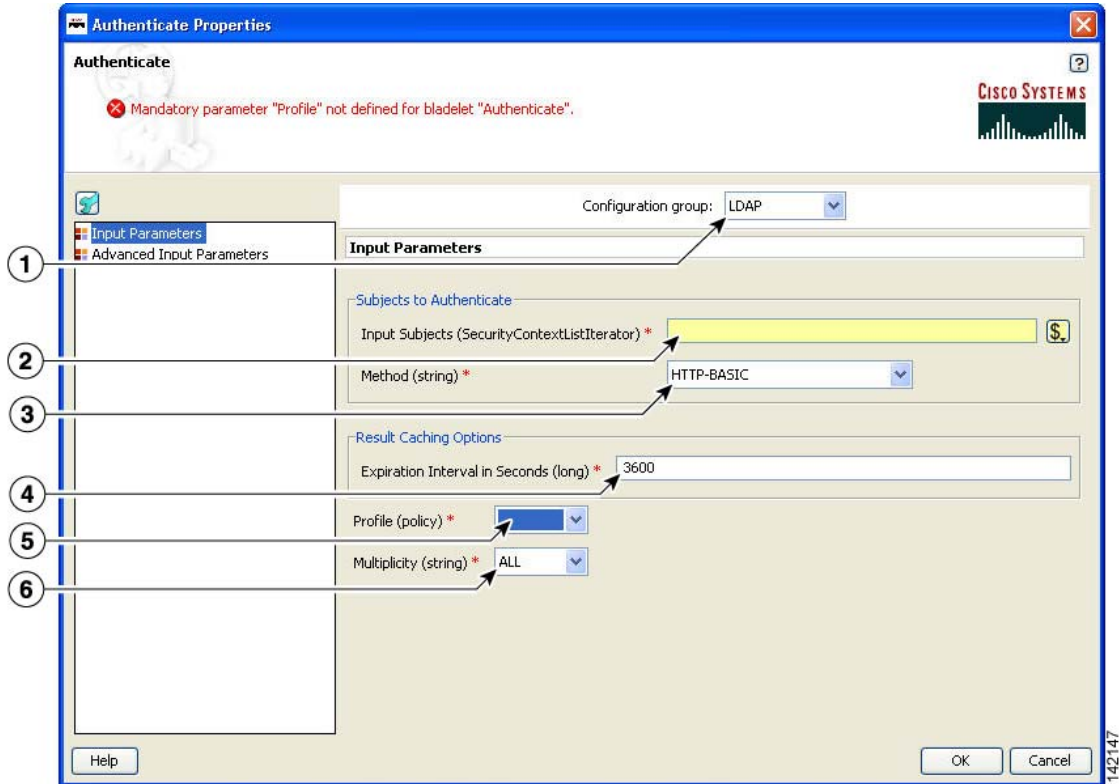 Authenticate Properties
Authenticate
Mandatory parameter "Profile" not defined for bladelet "Authenticate".
CISCO SYSTEMS
Configuration group: LDAP
Input Parameters
Advanced Input Parameters
Input Parameters
1
Subjects to Authenticate
Input Subjects (SecurityContextListIterator) *
$
2
Method (string) * HTTP-BASIC
3
Result Caching Options
Expiration Interval in Seconds (long) * 3600
4
Profile (policy) *
5
Multiplicity (string) * ALL
6
Help
OK
Cancel
142147